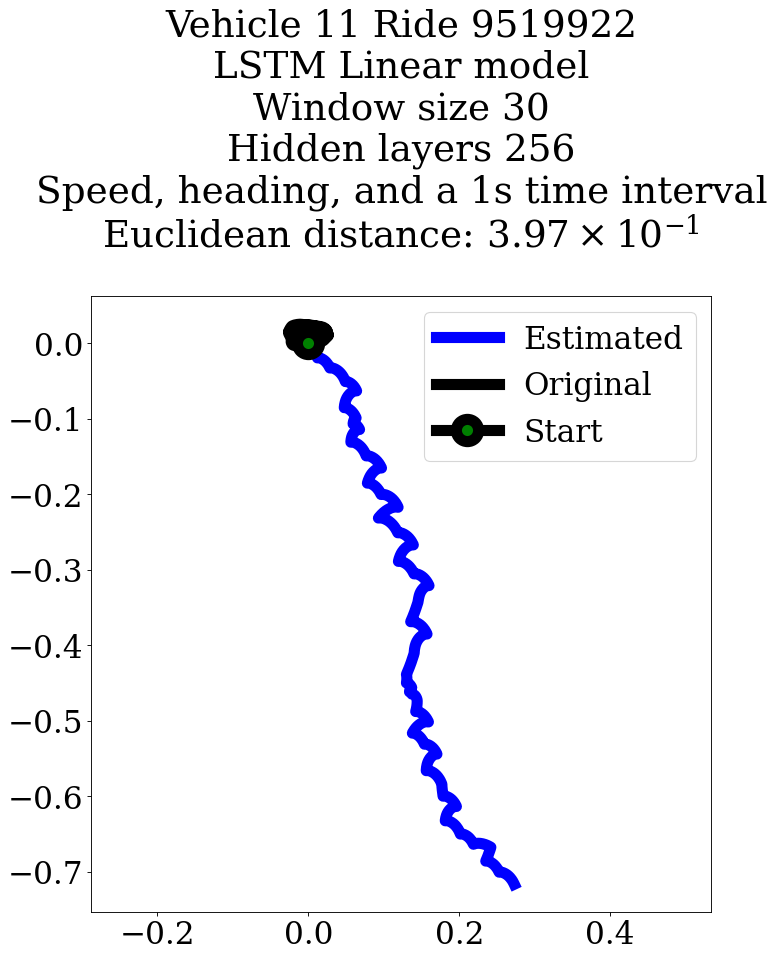 Vehicle 11 Ride 9519922
LSTM Linear model
Window size 30
Hidden layers 256
Speed, heading, and a 1s time interval
Euclidean distance: 3.97 × 10⁻¹
Estimated
Original
Start
0.0
−0.1
−0.2
−0.3
−0.4
−0.5
−0.6
−0.7
−0.2 0.0 0.2 0.4